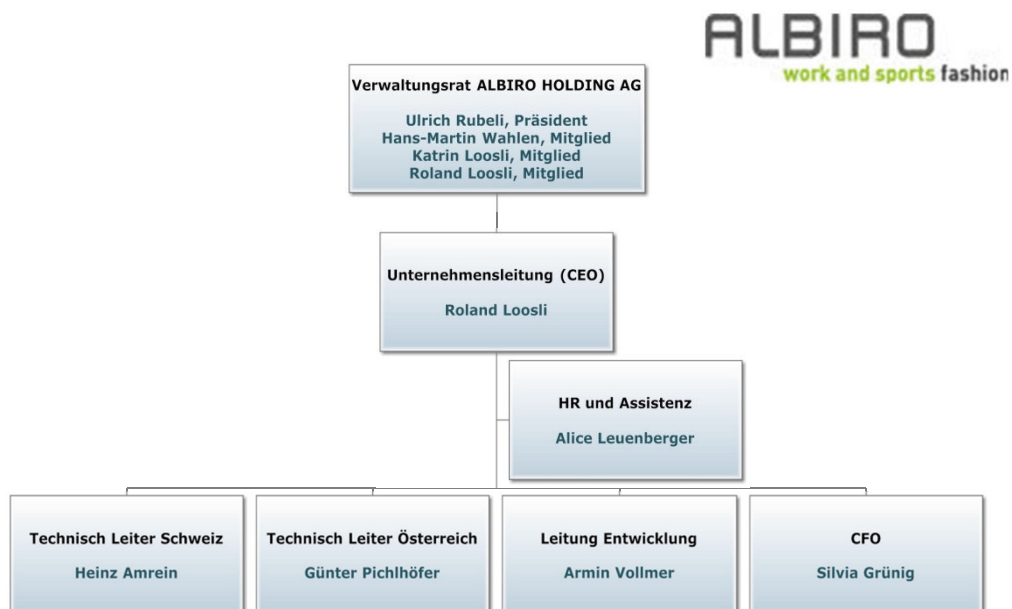 ALBIRO
work and sports fashion
Verwaltungsrat ALBIRO HOLDING AG
Ulrich Rubeli, Präsident
Hans-Martin Wahlen, Mitglied
Katrin Loosli, Mitglied
Roland Loosli, Mitglied
Unternehmensleitung (CEO)
Roland Loosli
HR und Assistenz
Alice Leuenberger
Technisch Leiter Schweiz
Heinz Amrein
Technisch Leiter Österreich
Günter Pichlhöfer
Leitung Entwicklung
Armin Vollmer
CFO
Silvia Grünig